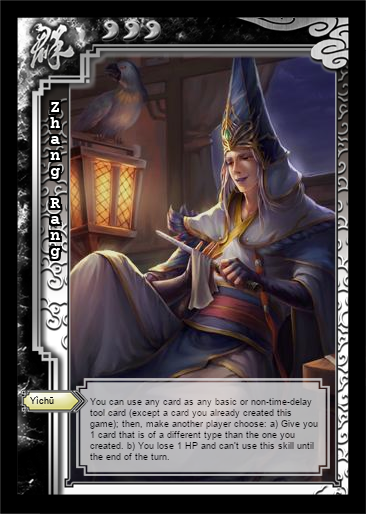 群
Zhang Rang
Yìchū
You can use any card as any basic or non-time-delay
tool card (except a card you already created this
game); then, make another player choose: a) Give you
1 card that is of a different type than the one you
created. b) You lose 1 HP and can't use this skill until
the end of the turn.